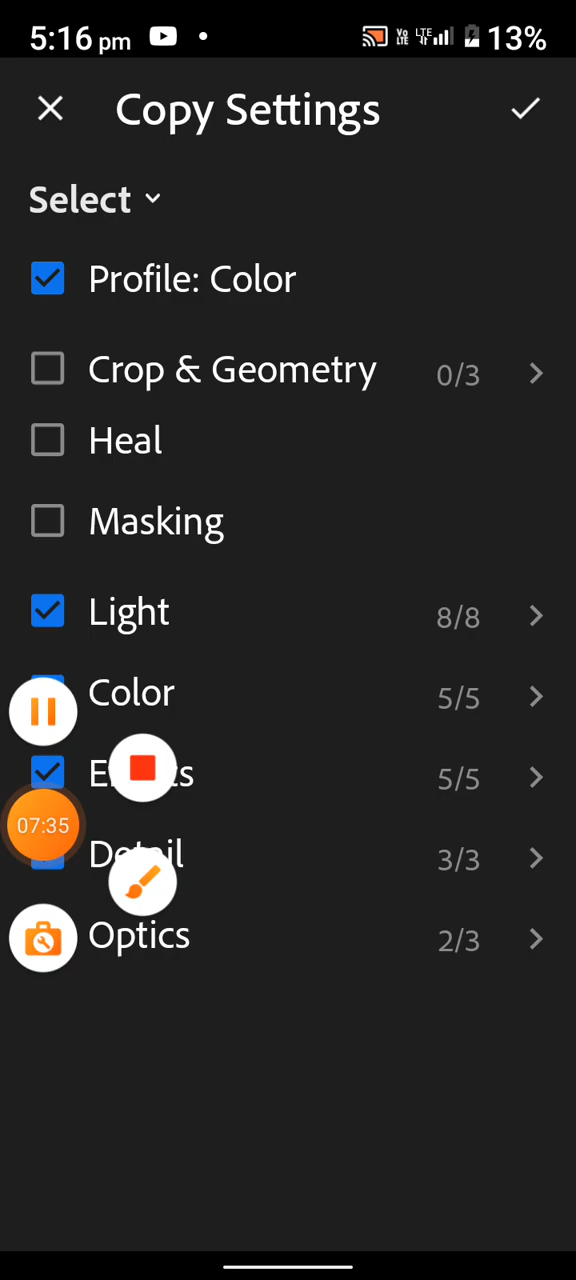 5:16 pm 13%
Copy Settings
Select
Profile: Color
Crop & Geometry 0/3
Heal
Masking
Light 8/8
Color 5/5
5/5
07:35
3/3
Optics 2/3